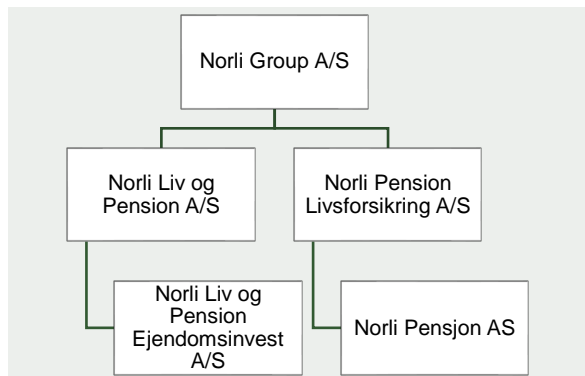 Norli Group A/S
Norli Liv og
Pension A/S
Norli Pension
Livsforsikring A/S
Norli Liv og
Pension
Ejendomsinvest
A/S
Norli Pensjon AS